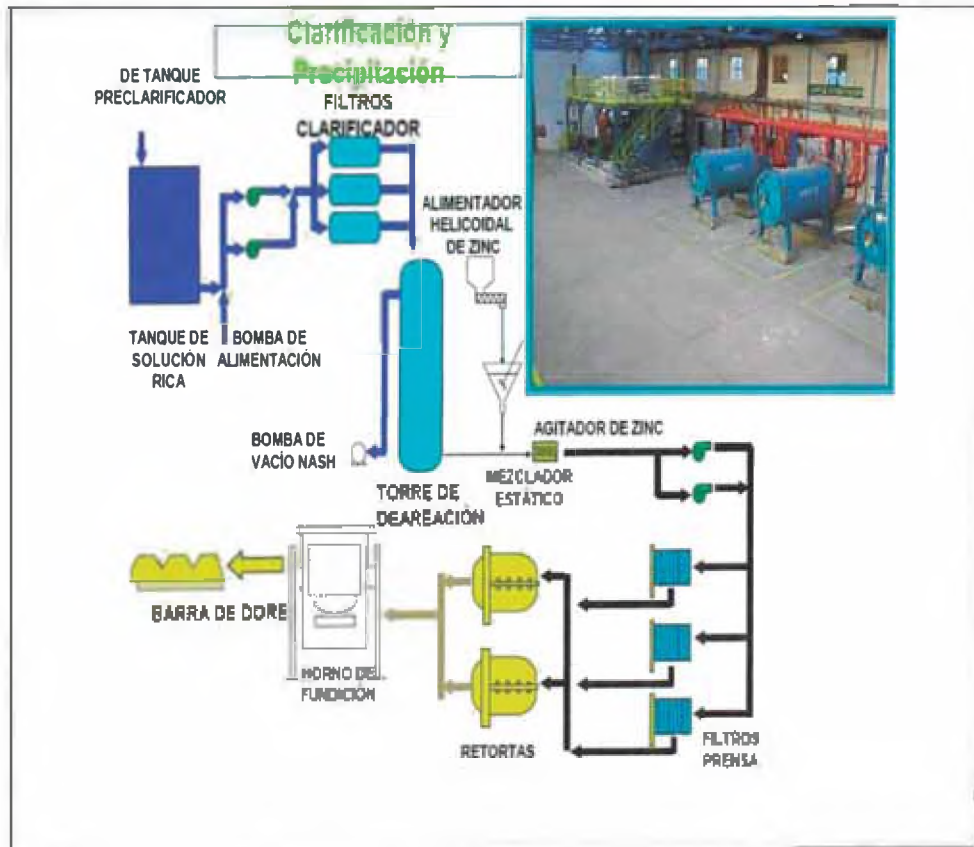 Clarificación y
Precipitación
DE TANQUE
PRECLARIFICADOR
FILTROS
CLARIFICADOR
ALIMENTADOR
HELICOIDAL
DE ZINC
TANQUE DE
SOLUCIÓN
RICA
BOMBA DE
ALIMENTACIÓN
BOMBA DE
VACÍO NASH
TORRE DE
DEAREACIÓN
AGITADOR DE ZINC
MEZCLADOR
ESTÁTICO
BARRA DE DORE
HORNO DE
FUNDICIÓN
RETORTAS
FILTROS
PRENSA